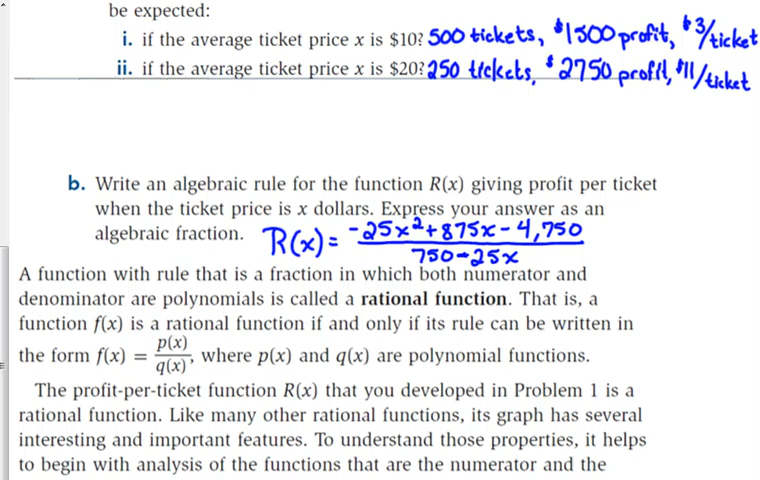 be expected:
i. if the average ticket price x is $10? 500 tickets, $1500 profit, $3/ticket
ii. if the average ticket price x is $20? 250 tickets, $2750 profit, $11/ticket
b. Write an algebraic rule for the function R(x) giving profit per ticket
when the ticket price is x dollars. Express your answer as an
algebraic fraction. R(x) = (-25x² + 875x - 4,750)/(750 - 25x)
A function with rule that is a fraction in which both numerator and
denominator are polynomials is called a rational function. That is, a
function f(x) is a rational function if and only if its rule can be written in
the form f(x) = p(x)/q(x), where p(x) and q(x) are polynomial functions.
The profit-per-ticket function R(x) that you developed in Problem 1 is a
rational function. Like many other rational functions, its graph has several
interesting and important features. To understand those properties, it helps
to begin with analysis of the functions that are the numerator and the